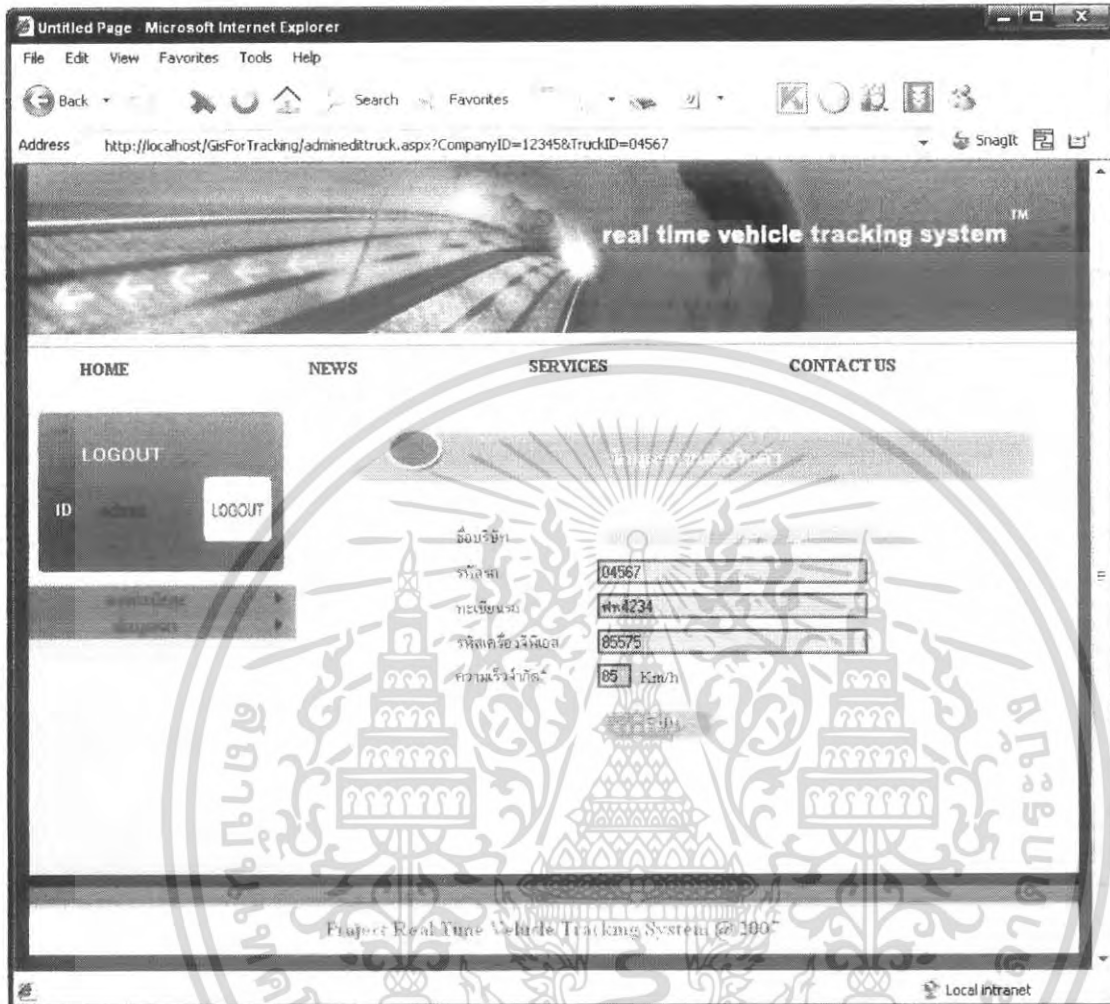 Untitled Page - Microsoft Internet Explorer
File Edit View Favorites Tools Help
Back Search Favorites
Address http://localhost/GisForTracking/adminedittruck.aspx?CompanyID=12345&TruckID=04567 SnagIt
real time vehicle tracking system TM
HOME NEWS SERVICES CONTACT US
LOGOUT
ID admin LOGOUT
ชื่อบริษัท
รหัสรถ 04567
ทะเบียนรถ 4234
รหัสเครื่องจีพีเอส 85575
ความเร็วจำกัด* 85 Km/h
Project Real Time Vehicle Tracking System @ 2007
Local intranet